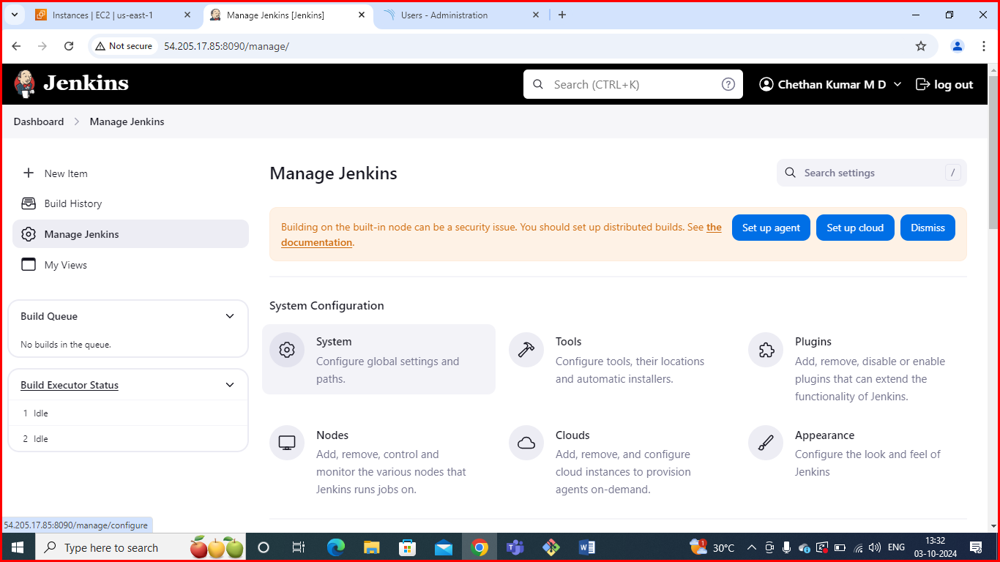 Instances | EC2 | us-east-1
Manage Jenkins [Jenkins]
Users - Administration
Not secure
54.205.17.85:8090/manage/
Jenkins
Search (CTRL+K)
?
Chethan Kumar M D
log out
Dashboard
Manage Jenkins
New Item
Build History
Manage Jenkins
My Views
Build Queue
No builds in the queue.
Build Executor Status
1 Idle
2 Idle
Manage Jenkins
Search settings
/
Building on the built-in node can be a security issue. You should set up distributed builds. See the
documentation.
Set up agent
Set up cloud
Dismiss
System Configuration
System
Configure global settings and
paths.
Tools
Configure tools, their locations
and automatic installers.
Plugins
Add, remove, disable or enable
plugins that can extend the
functionality of Jenkins.
Nodes
Add, remove, control and
monitor the various nodes that
Jenkins runs jobs on.
Clouds
Add, remove, and configure
cloud instances to provision
agents on-demand.
Appearance
Configure the look and feel of
Jenkins
54.205.17.85:8090/manage/configure
Type here to search
1
30°C
ENG
13:32
03-10-2024